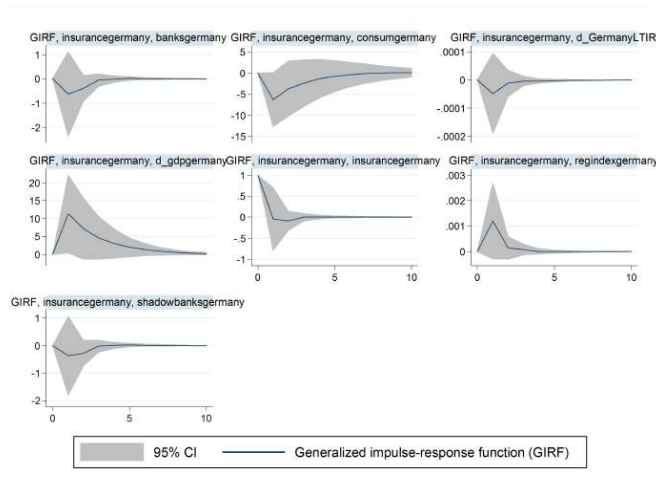 GIRF, insurancegermany, banksgermany
GIRF, insurancegermany, consumgermany
GIRF, insurancegermany, d_GermanyLTIR
1
0
-1
-2
5
0
-5
-10
-15
.0001
0
-.0001
-.0002
GIRF, insurancegermany, d_gdpgermany
GIRF, insurancegermany, insurancegermany
GIRF, insurancegermany, regindexgermany
20
15
10
5
0
1
.5
0
-.5
-1
0 5 10
.003
.002
.001
0
0 5 10
GIRF, insurancegermany, shadowbanksgermany
1
0
-1
-2
0 5 10
95% CI
Generalized impulse-response function (GIRF)